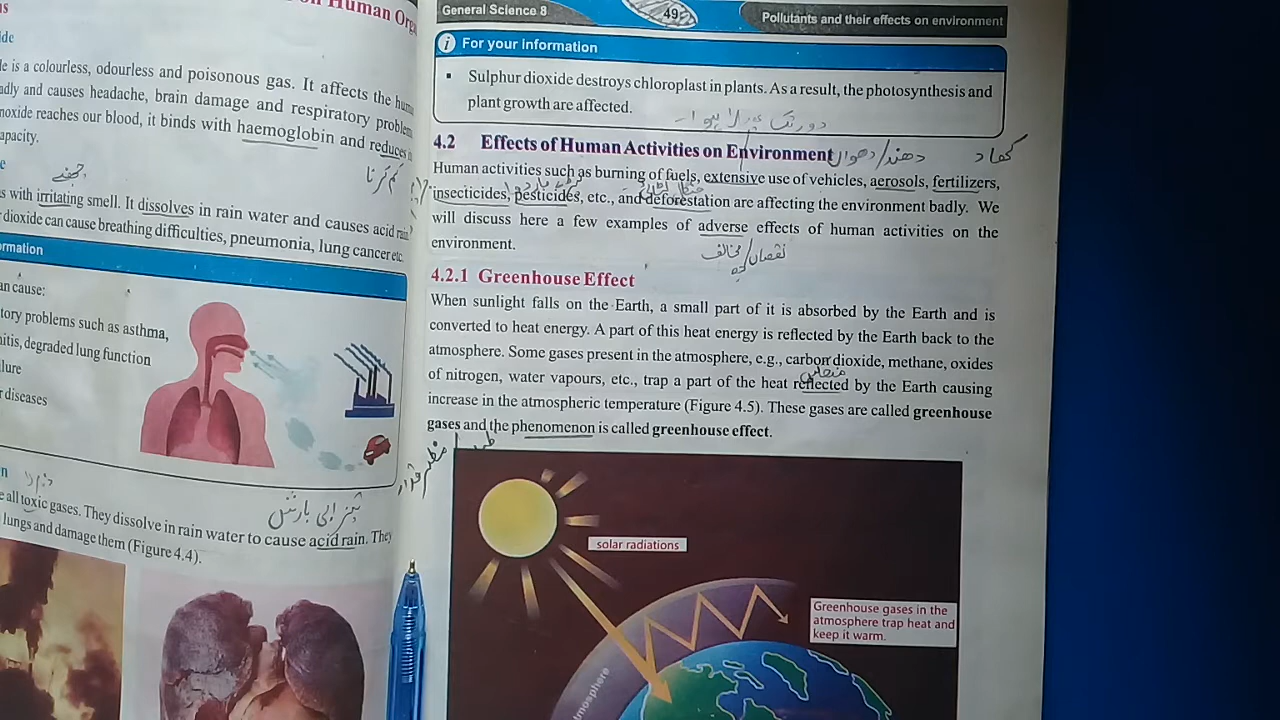 on Human Orga
de is a colourless, odourless and poisonous gas. It affects the
and causes headache, brain damage and respiratory
reaches our blood, it binds with haemoglobin and reduces
apacity.
کم کرنا
s with irritating smell. It dissolves in rain water and causes acid rain
dioxide can cause breathing difficulties, pneumonia, lung cancer etc.
rmation
an cause:
tory problems such as asthma,
itis, degraded lung function
lure
diseases
e all toxic gases. They dissolve in rain water to cause acid rain. They
lungs and damage them (Figure 4.4).
تیزابی بارش
General Science 8
49
Pollutants and their effects on environment
i For your Information
▪ Sulphur dioxide destroys chloroplast in plants. As a result, the photosynthesis and
plant growth are affected.
4.2 Effects of Human Activities on Environment
دھند/دھواں
Human activities such as burning of fuels, extensive use of vehicles, aerosols, fertilizers,
insecticides, pesticides, etc., and deforestation are affecting the environment badly. We
will discuss here a few examples of adverse effects of human activities on the
environment.
4.2.1 Greenhouse Effect
When sunlight falls on the Earth, a small part of it is absorbed by the Earth and is
converted to heat energy. A part of this heat energy is reflected by the Earth back to the
atmosphere. Some gases present in the atmosphere, e.g., carbon dioxide, methane, oxides
of nitrogen, water vapours, etc., trap a part of the heat reflected by the Earth causing
increase in the atmospheric temperature (Figure 4.5). These gases are called greenhouse
gases and the phenomenon is called greenhouse effect.
solar radiations
Greenhouse gases in the
atmosphere trap heat and
keep it warm.
tmosphere